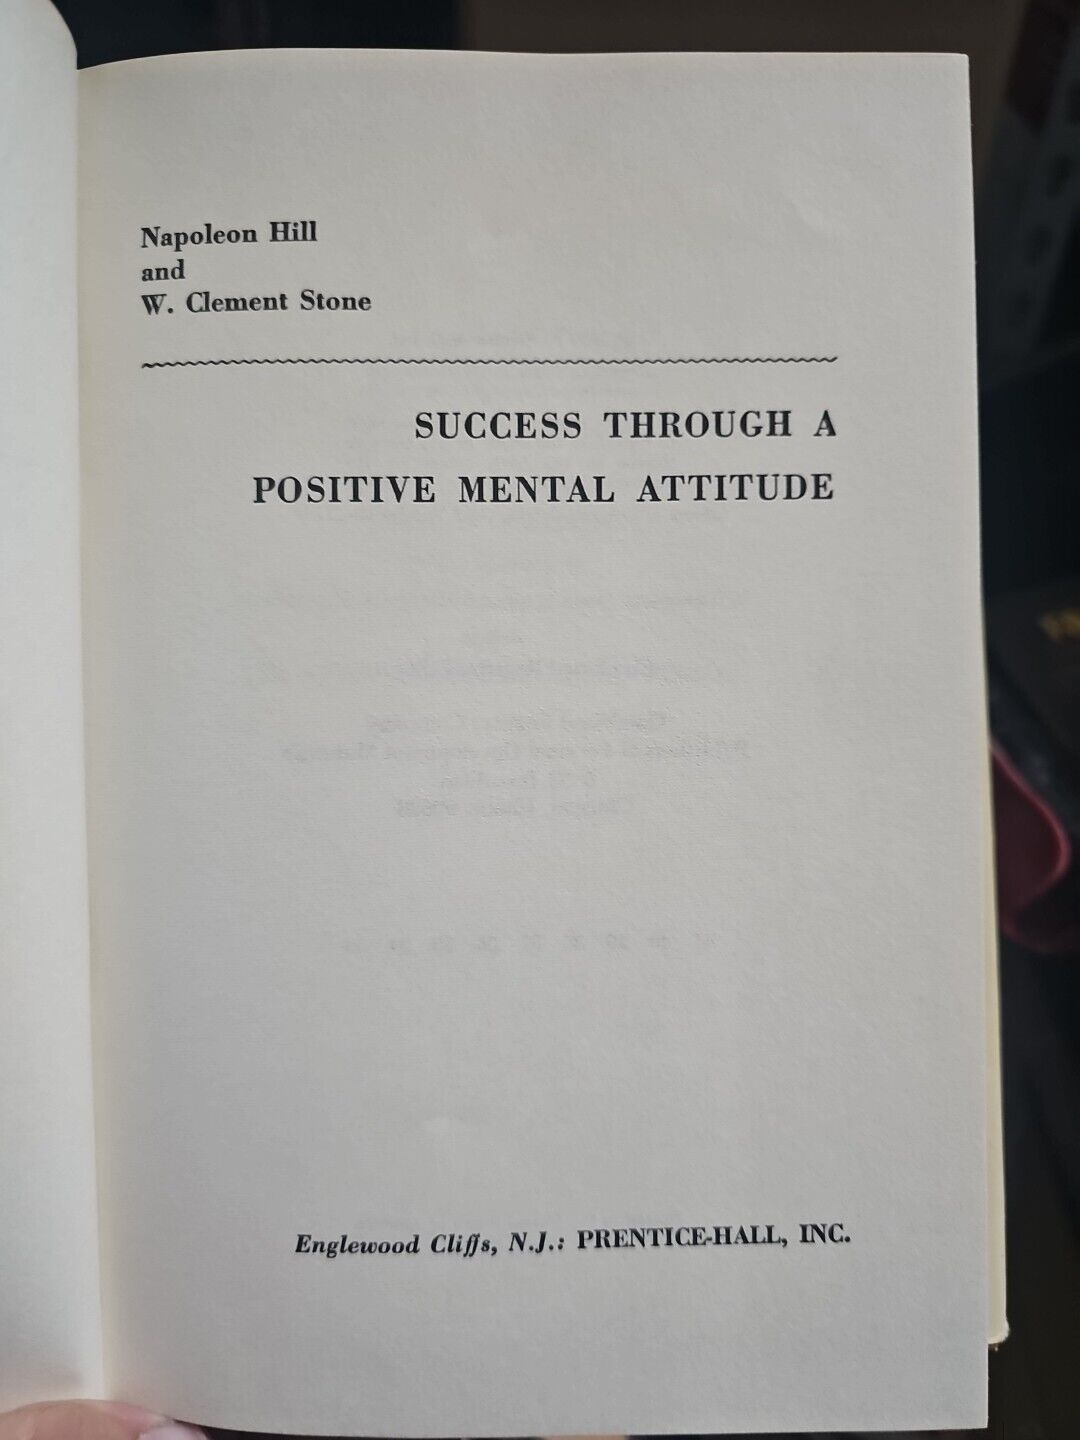 Napoleon Hill
and
W. Clement Stone
SUCCESS THROUGH A
POSITIVE MENTAL ATTITUDE
Englewood Cliffs, N.J.: PRENTICE-HALL, INC.